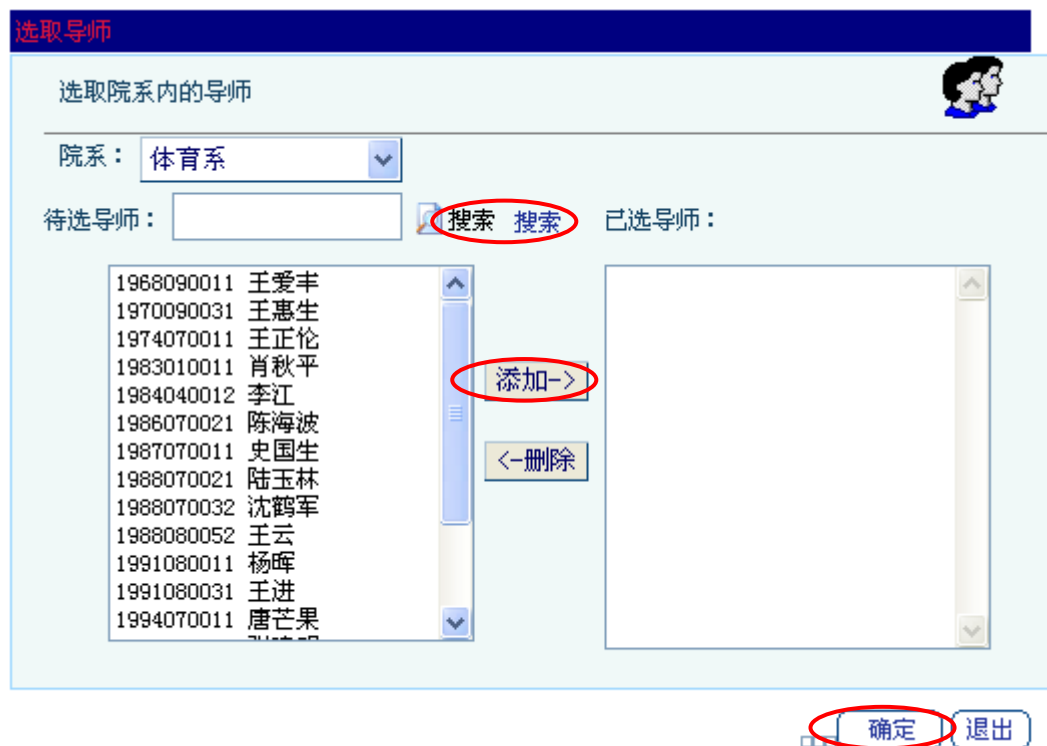 选取导师
选取院系内的导师
院系： 体育系
待选导师： 搜索 搜索 已选导师：
1968090011 王爱丰
1970090031 王惠生
1974070011 王正伦
1983010011 肖秋平
1984040012 李江
1986070021 陈海波
1987070011 史国生
1988070021 陆玉林
1988070032 沈鹤军
1988080052 王云
1991080011 杨晖
1991080031 王进
1994070011 唐芒果
添加->
<-删除
确定 退出